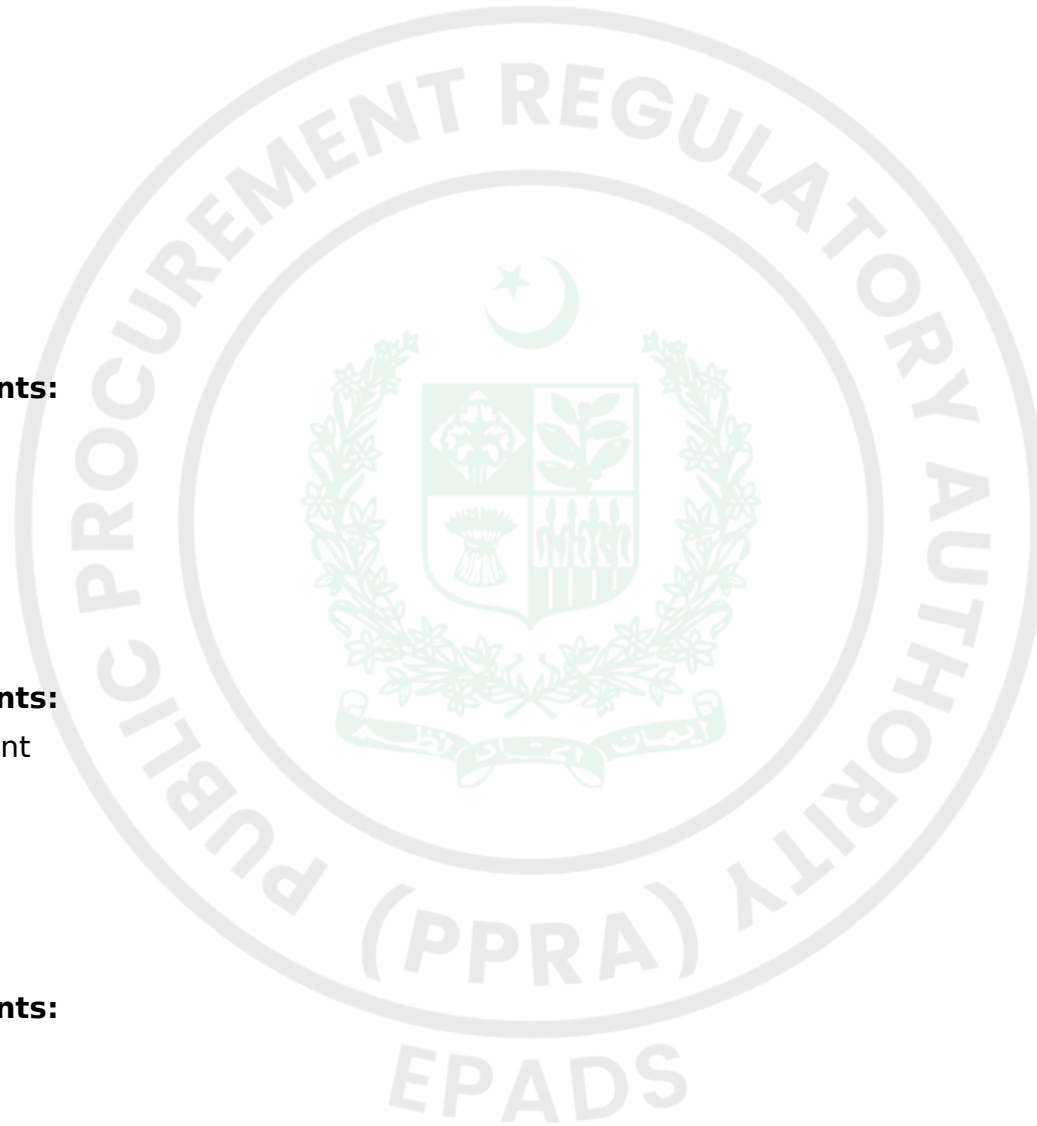 PUBLIC PROCUREMENT REGULATORY AUTHORITY
nts:
nts:
nt
(PPRA)
nts:
EPADS